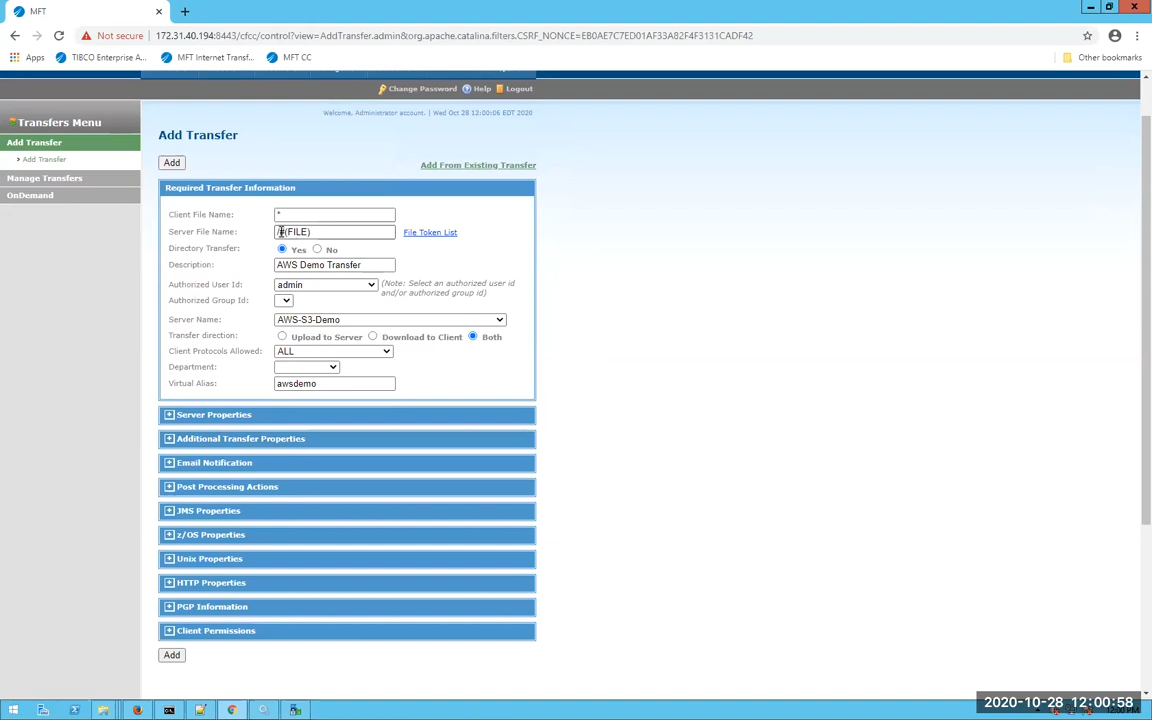 MFT
Not secure 172.31.40.194:8443/cfcc/control?view=AddTransfer.admin&org.apache.catalina.filters.CSRF_NONCE=EB0AE7C7ED01AF33A82F4F3131CADF42
Apps TIBCO Enterprise A... MFT Internet Transf... MFT CC Other bookmarks
Change Password Help Logout
Welcome, Administrator account. | Wed Oct 28 12:00:06 EDT 2020
Transfers Menu
Add Transfer
Add Transfer
Manage Transfers
OnDemand
Add Transfer
Add Add From Existing Transfer
Required Transfer Information
Client File Name: *
Server File Name: /#(FILE) File Token List
Directory Transfer: Yes No
Description: AWS Demo Transfer
Authorized User Id: admin (Note: Select an authorized user id and/or authorized group id)
Authorized Group Id:
Server Name: AWS-S3-Demo
Transfer direction: Upload to Server Download to Client Both
Client Protocols Allowed: ALL
Department:
Virtual Alias: awsdemo
Server Properties
Additional Transfer Properties
Email Notification
Post Processing Actions
JMS Properties
z/OS Properties
Unix Properties
HTTP Properties
PGP Information
Client Permissions
Add
2020-10-28 12:00:58